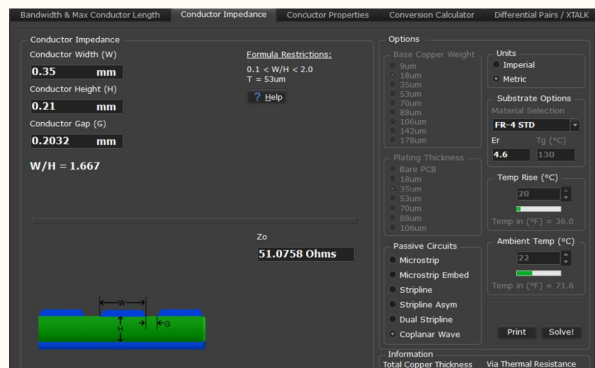 Bandwidth & Max Conductor Length
Conductor Impedance
Concuctor Properties
Conversion Calculator
Differential Pairs / XTALK
Conductor Impedance
Conductor Width (W)
0.35 mm
Conductor Height (H)
0.21 mm
Conductor Gap (G)
0.2032 mm
W/H = 1.667
Formula Restrictions:
0.1 < W/H < 2.0
T = 53um
? Help
Zo
51.0758 Ohms
W
H
G
Options
Base Copper Weight
9um
18um
35um
53um
70um
88um
106um
142um
178um
Plating Thickness
Bare PCB
18um
35um
53um
70um
88um
106um
Passive Circuits
Microstrip
Microstrip Embed
Stripline
Stripline Asym
Dual Stripline
Coplanar Wave
Units
Imperial
Metric
Substrate Options
Material Selection
FR-4 STD
Er Tg (°C)
4.6 130
Temp Rise (°C)
20
Temp in (°F) = 36.0
Ambient Temp (°C)
22
Temp in (°F) = 71.6
Print Solve!
Information
Total Copper Thickness Via Thermal Resistance